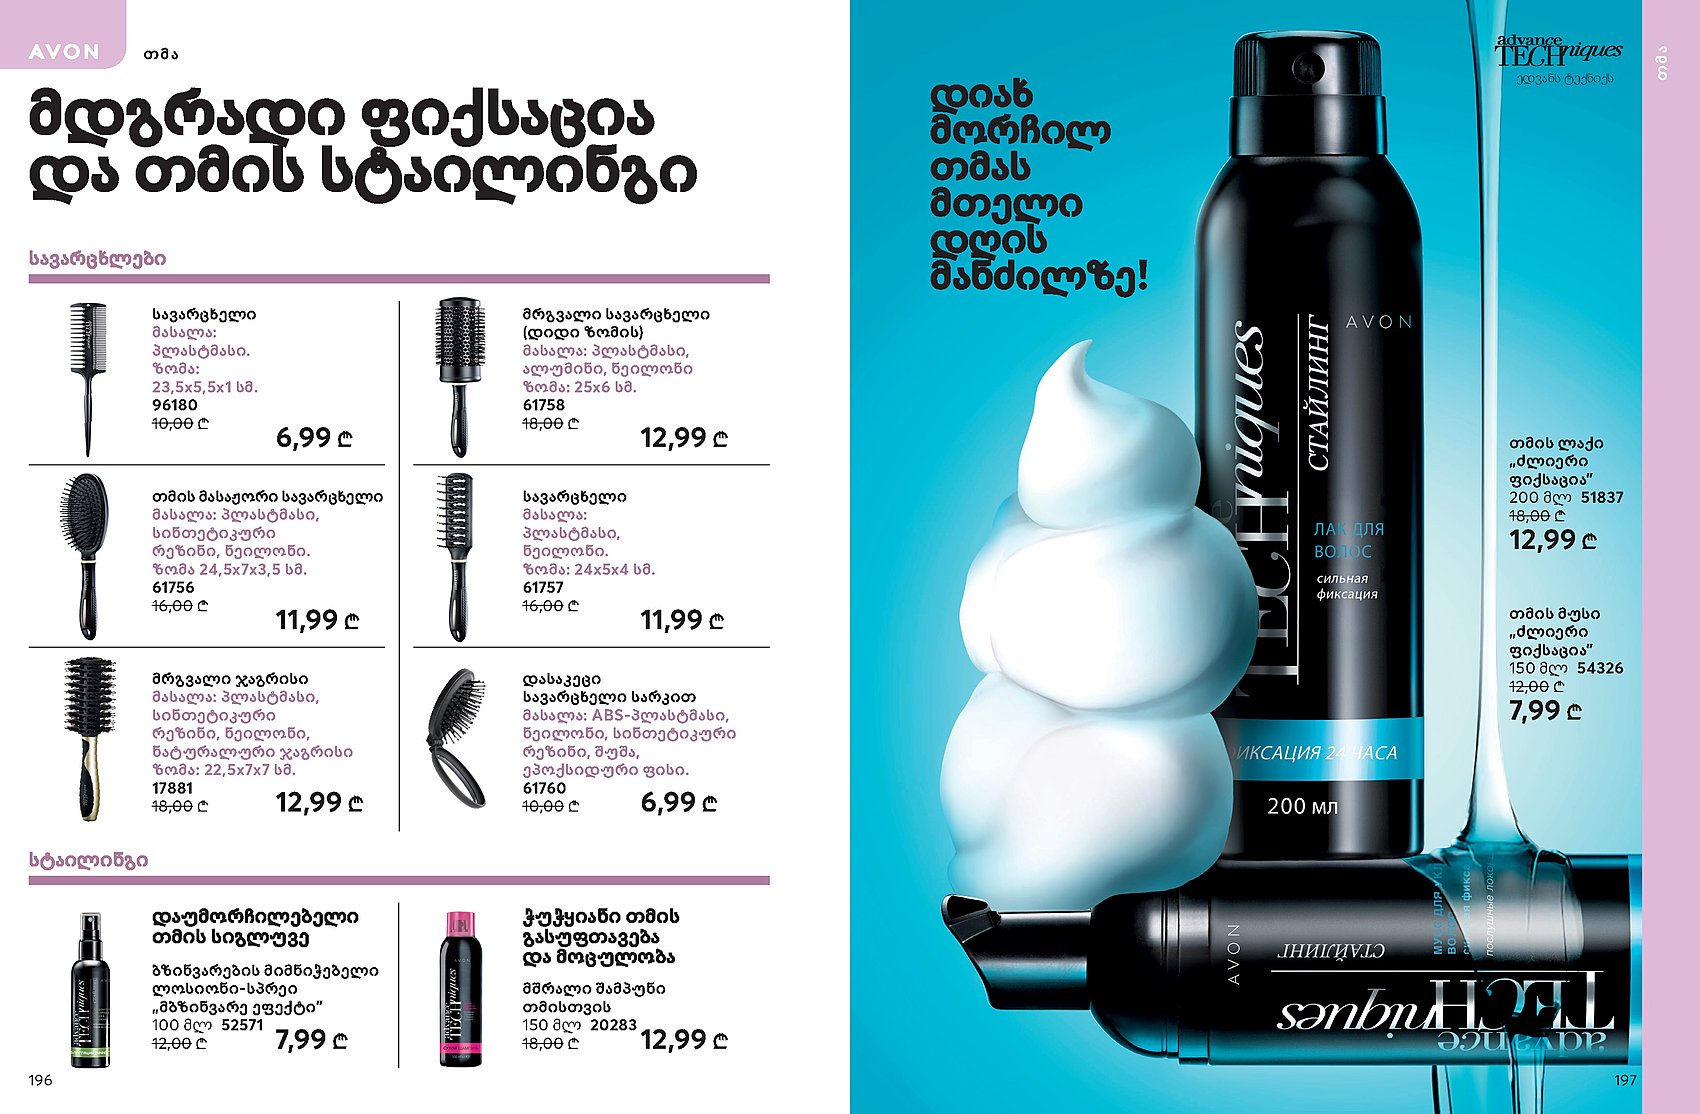 AVON
თმა
მდგრადი ფიქსაცია
და თმის სტაილინგი
სავარცხლები
სავარცხელი
მასალა:
პლასტმასი.
ზომა:
23,5x5,5x1 სმ.
96180
10,00 ₾
6,99 ₾
მრგვალი სავარცხელი
(დიდი ზომის)
მასალა: პლასტმასი,
ალუმინი, ნეილონი
ზომა: 25x6 სმ.
61758
18,00 ₾
12,99 ₾
თმის მასაჟორი სავარცხელი
მასალა: პლასტმასი,
სინთეტიკური
რეზინი, ნეილონი.
ზომა 24,5x7x3,5 სმ.
61756
16,00 ₾
11,99 ₾
სავარცხელი
მასალა:
პლასტმასი,
ნეილონი.
ზომა: 24x5x4 სმ.
61757
16,00 ₾
11,99 ₾
მრგვალი ჯაგრისი
მასალა: პლასტმასი,
სინთეტიკური
რეზინი, ნეილონი,
ნატურალური ჯაგრისი
ზომა: 22,5x7x7 სმ.
17881
18,00 ₾
12,99 ₾
დასაკეცი
სავარცხელი სარკით
მასალა: ABS-პლასტმასი,
ნეილონი, სინთეტიკური
რეზინი, შუშა,
ეპოქსიდური ფისი.
61760
10,00 ₾
6,99 ₾
სტაილინგი
დაუმორჩილებელი
თმის სიგლუვე
ბზინვარების მიმნიჭებელი
ლოსიონი-სპრეი
„მბზინვარე ეფექტი”
100 მლ 52571
12,00 ₾
7,99 ₾
ჭუჭყიანი თმის
გასუფთავება
და მოცულობა
მშრალი შამპუნი
თმისთვის
150 მლ 20283
18,00 ₾
12,99 ₾
196
დიახ
მორჩილ
თმას
მთელი
დღის
მანძილზე!
advance
TECHniques
ედვანს ტექნიქს
თმა
AVON
TECHniques
СТАЙЛИНГ
ЛАК ДЛЯ
ВОЛОС
сильная
фиксация
ФИКСАЦИЯ 24 ЧАСА
200 мл
თმის ლაქი
„ძლიერი
ფიქსაცია”
200 მლ 51837
18,00 ₾
12,99 ₾
თმის მუსი
„ძლიერი
ფიქსაცია”
150 მლ 54326
12,00 ₾
7,99 ₾
AVON
СТАЙЛИНГ
advance
TECHniques
197